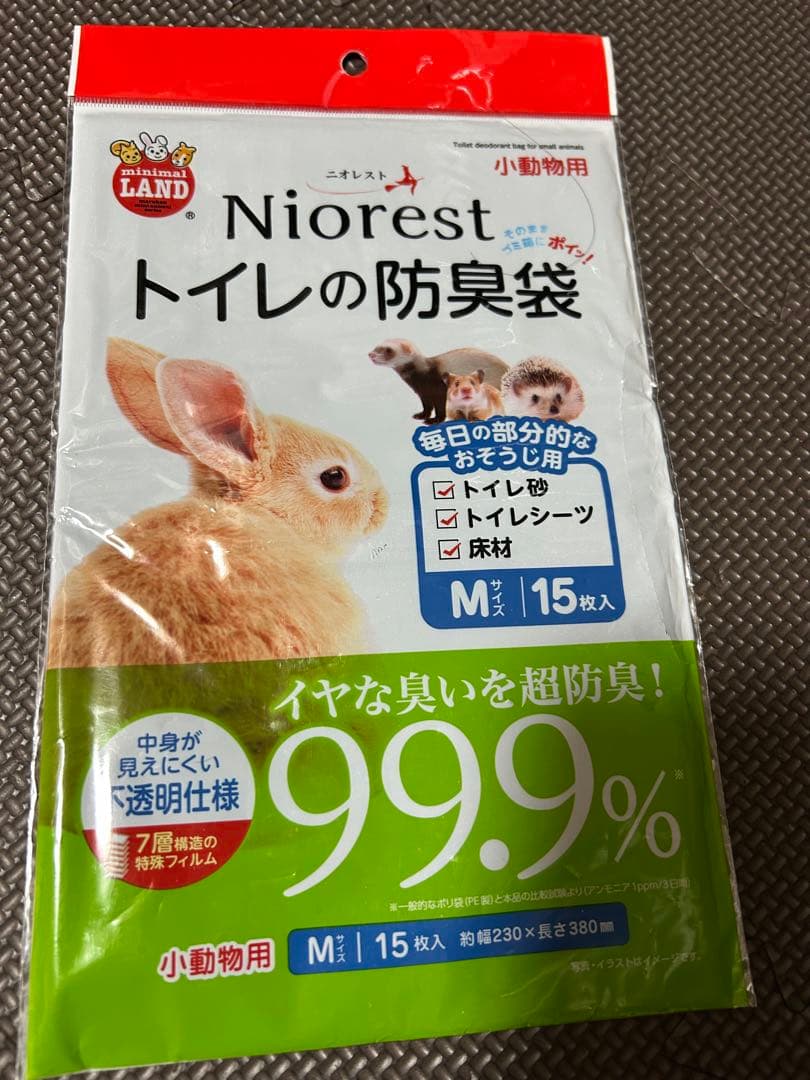 Toilet deodorant bag for small animals
小動物用
minimal
LAND
®
ニオレスト
Niorest
そのまま
ゴミ箱に ポイッ!
トイレの防臭袋
毎日の部分的な
おそうじ用
トイレ砂
トイレシーツ
床材
Mサイズ 15枚入
イヤな臭いを超防臭!
99.9%※
中身が
見えにくい
不透明仕様
7層構造の
特殊フィルム
※一般的なポリ袋(PE製)と本品の比較試験より(アンモニア1ppm/3日間)
小動物用 Mサイズ 15枚入 約幅230×長さ380mm
写真・イラストはイメージです。